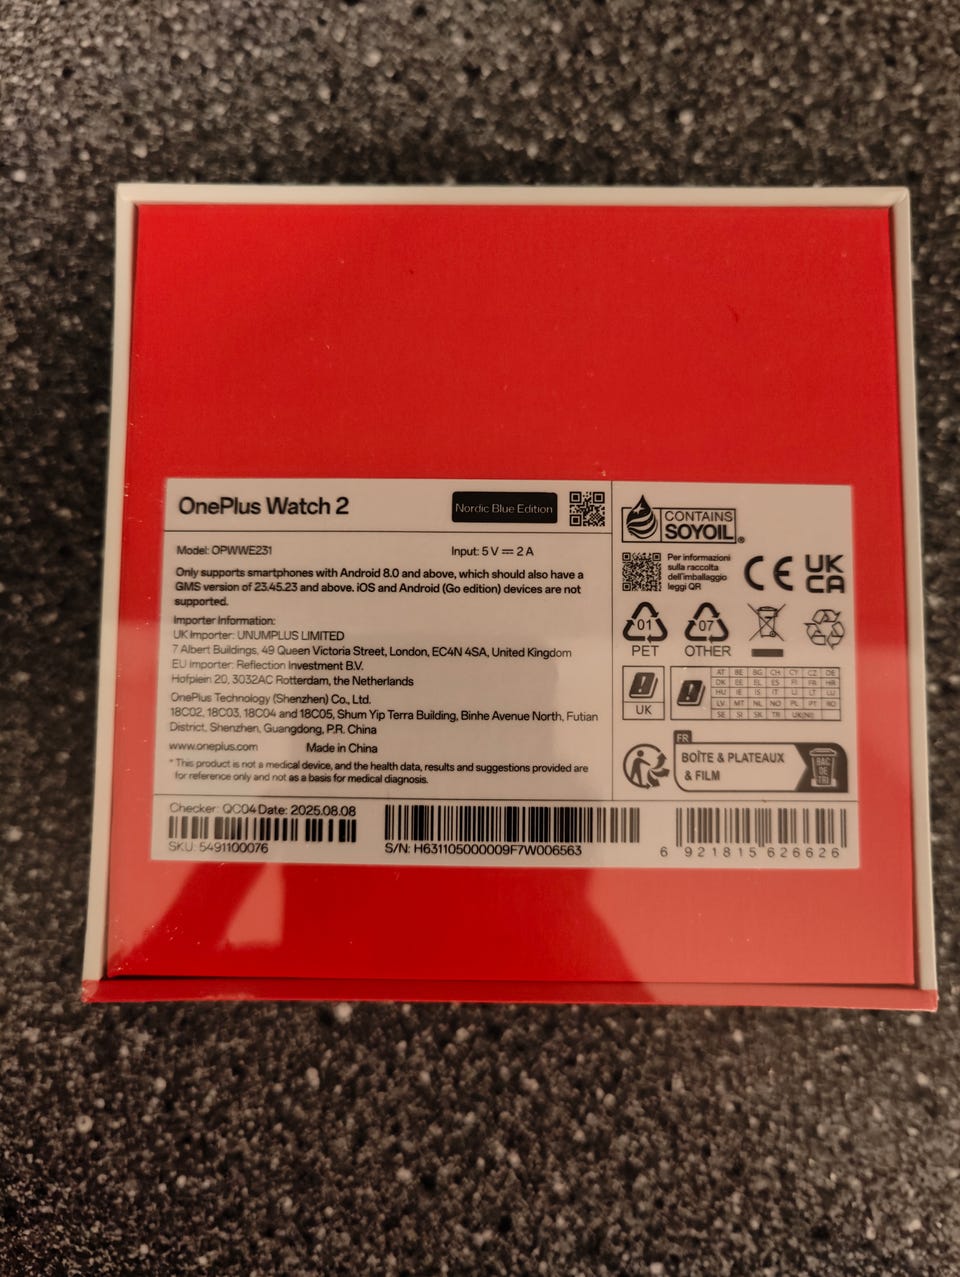 OnePlus Watch 2
Nordic Blue Edition
Model: OPWWE231
Input: 5 V ⎓ 2 A
Only supports smartphones with Android 8.0 and above, which should also have a
GMS version of 23.45.23 and above. iOS and Android (Go edition) devices are not
supported.
Importer Information:
UK Importer: UNUMPLUS LIMITED
7 Albert Buildings, 49 Queen Victoria Street, London, EC4N 4SA, United Kingdom
EU Importer: Reflection Investment B.V.
Hofplein 20, 3032AC Rotterdam, the Netherlands
OnePlus Technology (Shenzhen) Co., Ltd.
18C02, 18C03, 18C04 and 18C05, Shum Yip Terra Building, Binhe Avenue North, Futian
District, Shenzhen, Guangdong, P.R. China
www.oneplus.com
Made in China
* This product is not a medical device, and the health data, results and suggestions provided are
for reference only and not as a basis for medical diagnosis.
CONTAINS
SOYOIL®
Per informazioni
sulla raccolta
dell'imballaggio
leggi QR
CE
UK
CA
01
PET
07
OTHER
UK
AT BE BG CH CY CZ DE
DK EE EL ES FI FR HR
HU IE IS IT LI LT LU
LV MT NL NO PL PT RO
SE SI SK TR UK(NI)
FR
BOÎTE & PLATEAUX
& FILM
BAC
DE
TRI
Checker: QC04 Date: 2025.08.08
SKU: 5491100076
S/N: H631105000009F7W006563
6 921815 626626